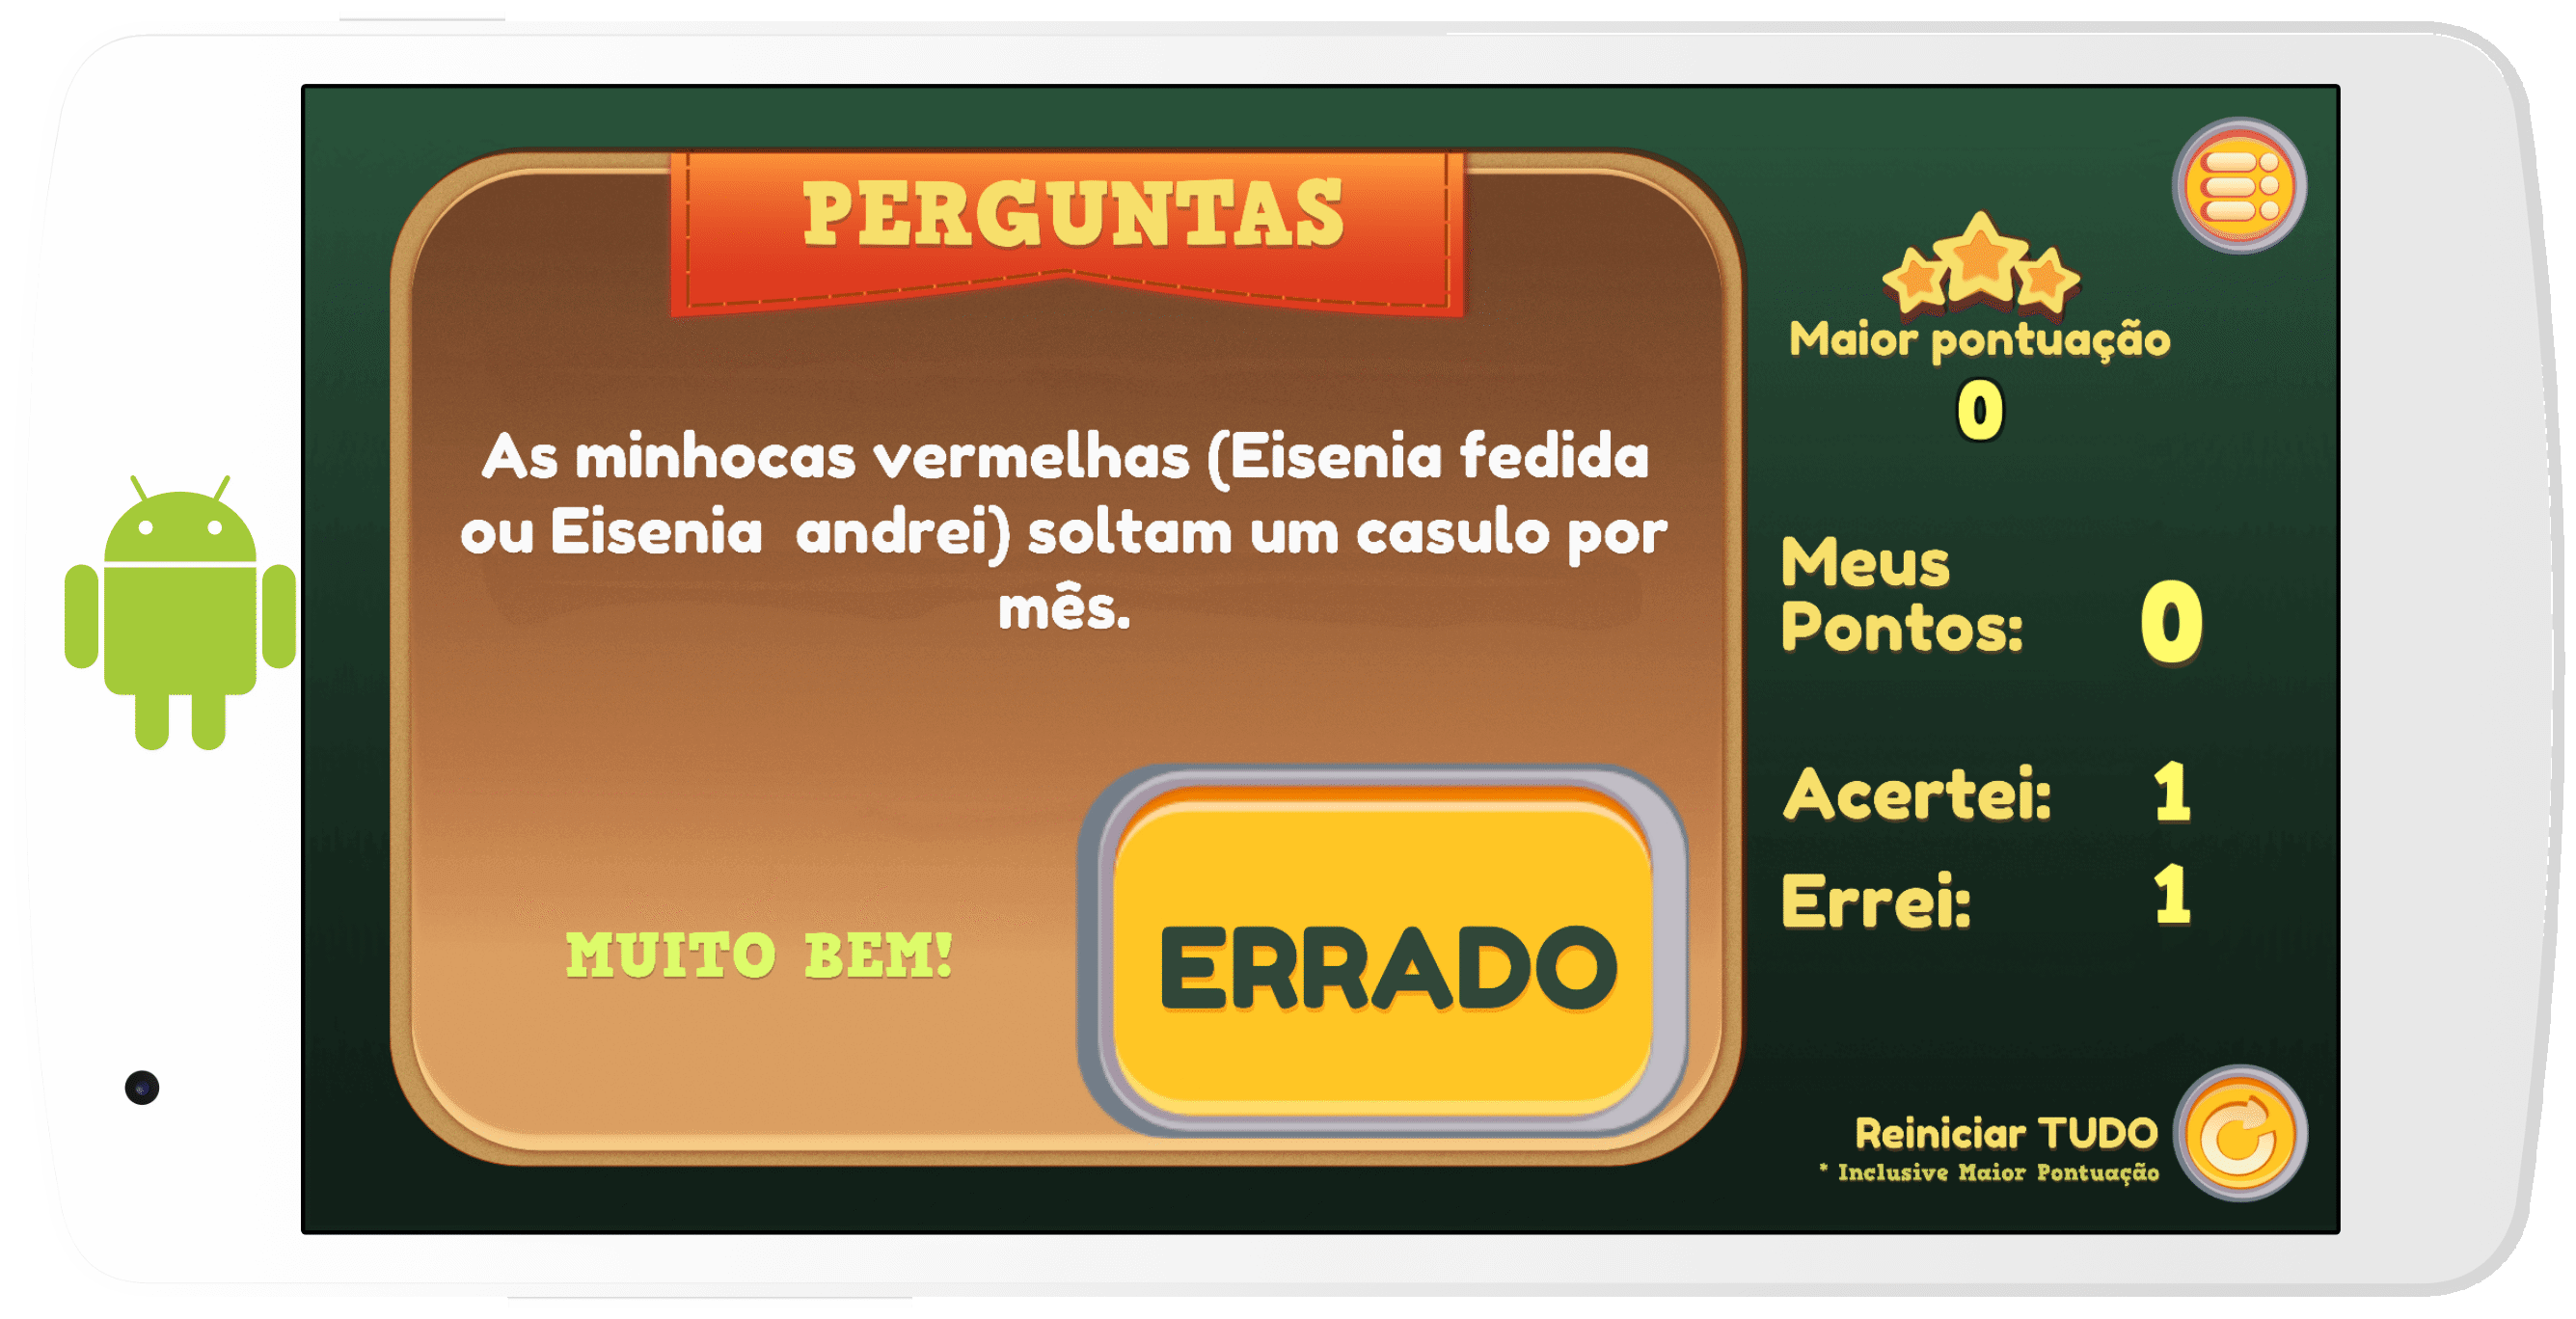 PERGUNTAS
As minhocas vermelhas (Eisenia fedida
ou Eisenia  andrei) soltam um casulo por
mês.
MUITO BEM!
ERRADO
Maior pontuação
0
Meus
Pontos: 0
Acertei: 1
Errei: 1
Reiniciar TUDO
* Inclusive Maior Pontuação